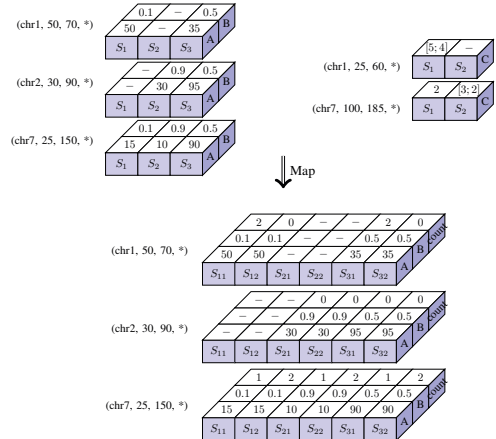 0.1 – 0.5
(chr1, 50, 70, *) 50 – 35 B
S₁ S₂ S₃ A
– 0.9 0.5
(chr2, 30, 90, *) – 30 95 B
S₁ S₂ S₃ A
0.1 0.9 0.5
(chr7, 25, 150, *) 15 10 90 B
S₁ S₂ S₃ A
[5; 4] –
(chr1, 25, 60, *) S₁ S₂ C
2 [3; 2]
(chr7, 100, 185, *) S₁ S₂ C
Map
2 0 – – 2 0 count
(chr1, 50, 70, *) 0.1 0.1 – – 0.5 0.5 B
50 50 – – 35 35 A
S₁₁ S₁₂ S₂₁ S₂₂ S₃₁ S₃₂
– – 0 0 0 0 count
(chr2, 30, 90, *) – – 0.9 0.9 0.5 0.5 B
– – 30 30 95 95 A
S₁₁ S₁₂ S₂₁ S₂₂ S₃₁ S₃₂
1 2 1 2 1 2 count
(chr7, 25, 150, *) 0.1 0.1 0.9 0.9 0.5 0.5 B
15 15 10 10 90 90 A
S₁₁ S₁₂ S₂₁ S₂₂ S₃₁ S₃₂